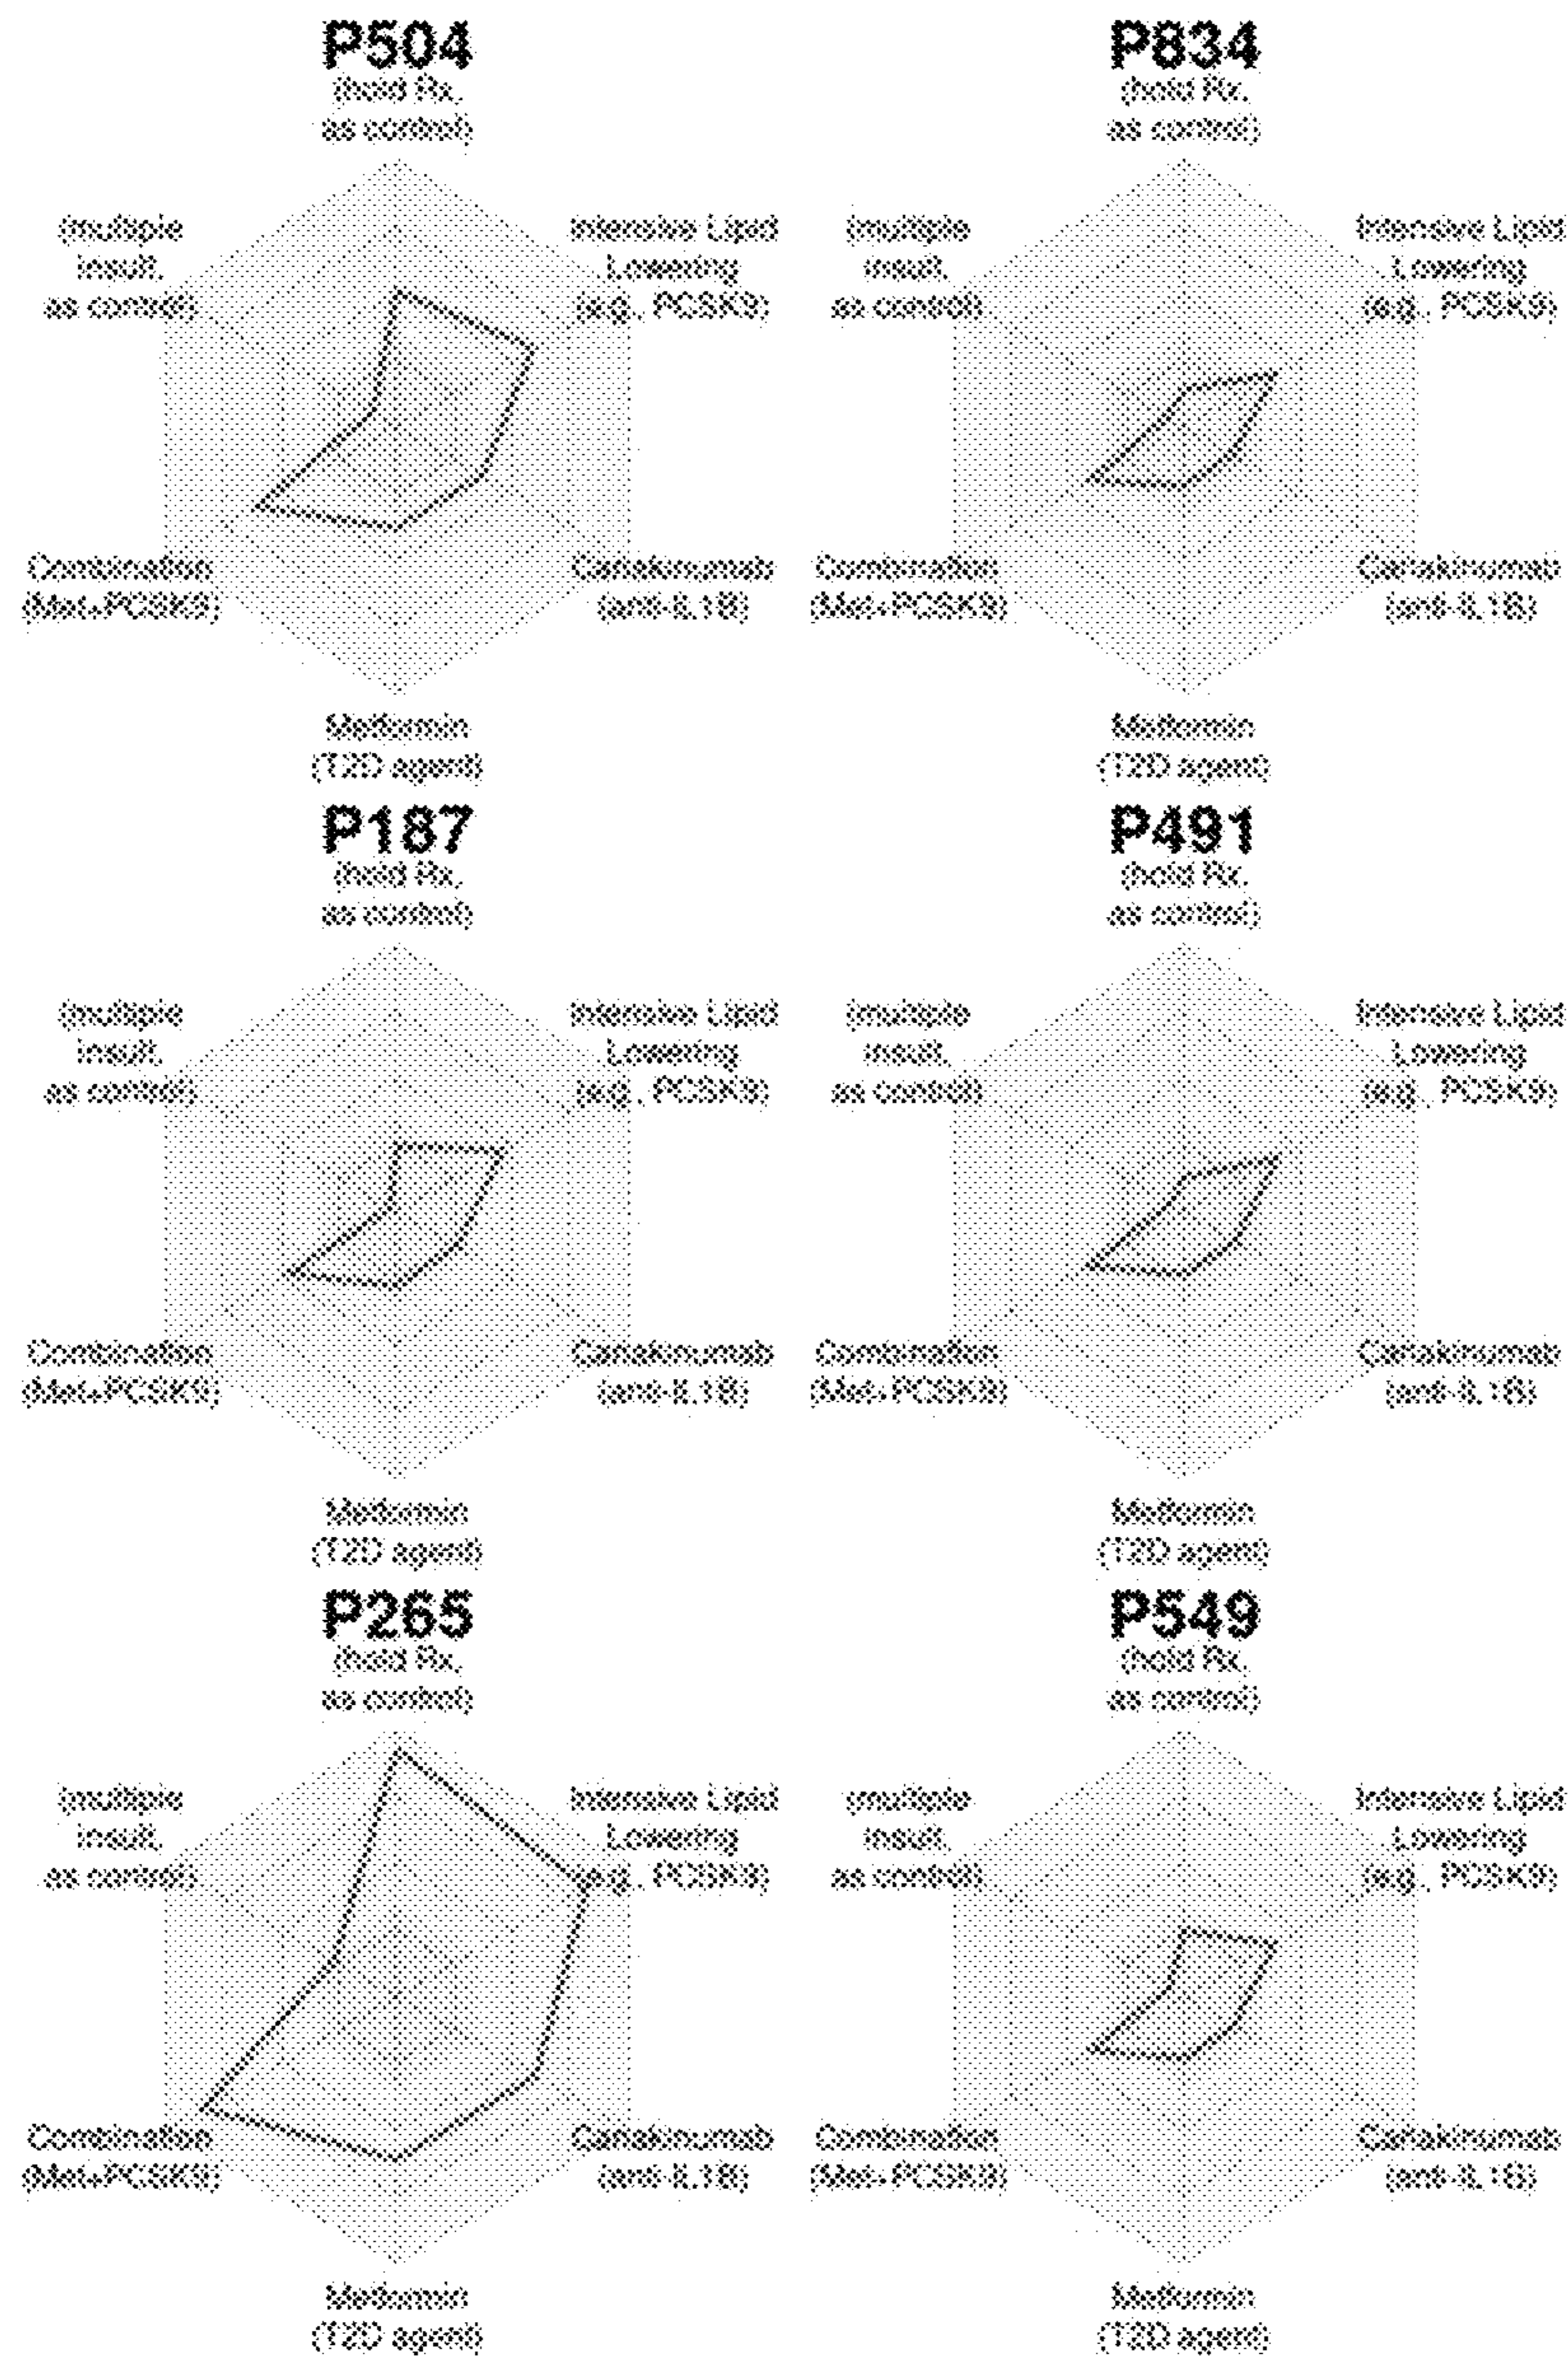 P504
(hold Rx,
as control)
(multiple
insult,
as control)
Intensive Lipid
Lowering
(e.g., PCSK9)
Combination
(Met+PCSK9)
Canakinumab
(anti-IL1B)
Metformin
(T2D agent)
P834
(hold Rx,
as control)
(multiple
insult,
as control)
Intensive Lipid
Lowering
(e.g., PCSK9)
Combination
(Met+PCSK9)
Canakinumab
(anti-IL1B)
Metformin
(T2D agent)
P187
(hold Rx,
as control)
(multiple
insult,
as control)
Intensive Lipid
Lowering
(e.g., PCSK9)
Combination
(Met+PCSK9)
Canakinumab
(anti-IL1B)
Metformin
(T2D agent)
P491
(hold Rx,
as control)
(multiple
insult,
as control)
Intensive Lipid
Lowering
(e.g., PCSK9)
Combination
(Met+PCSK9)
Canakinumab
(anti-IL1B)
Metformin
(T2D agent)
P265
(hold Rx,
as control)
(multiple
insult,
as control)
Intensive Lipid
Lowering
(e.g., PCSK9)
Combination
(Met+PCSK9)
Canakinumab
(anti-IL1B)
Metformin
(T2D agent)
P549
(hold Rx,
as control)
(multiple
insult,
as control)
Intensive Lipid
Lowering
(e.g., PCSK9)
Combination
(Met+PCSK9)
Canakinumab
(anti-IL1B)
Metformin
(T2D agent)